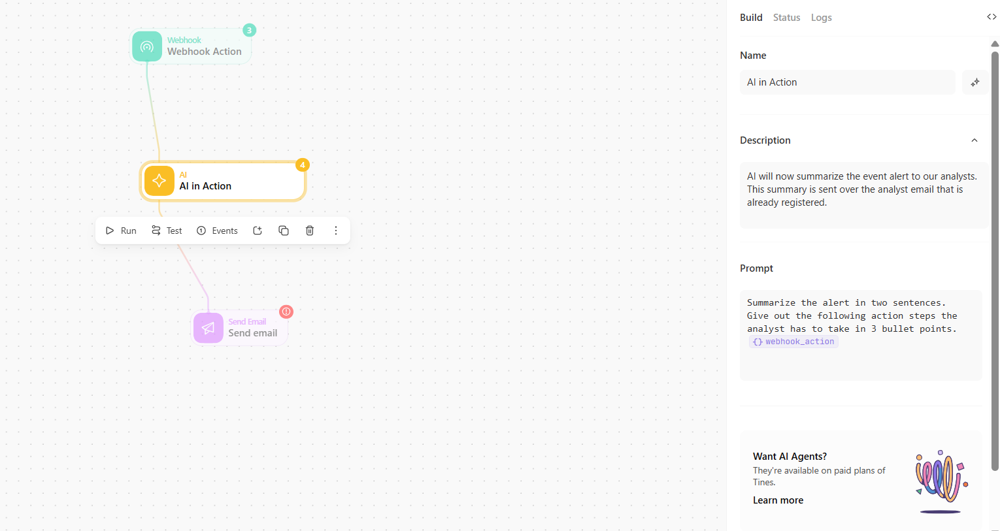 Build Status Logs
Webhook
Webhook Action
3
AI
AI in Action
4
Run Test 1 Events
Send Email
Send email
Name
AI in Action
Description
AI will now summarize the event alert to our analysts.
This summary is sent over the analyst email that is
already registered.
Prompt
Summarize the alert in two sentences.
Give out the following action steps the
analyst has to take in 3 bullet points.
{} webhook_action
Want AI Agents?
They're available on paid plans of
Tines.
Learn more